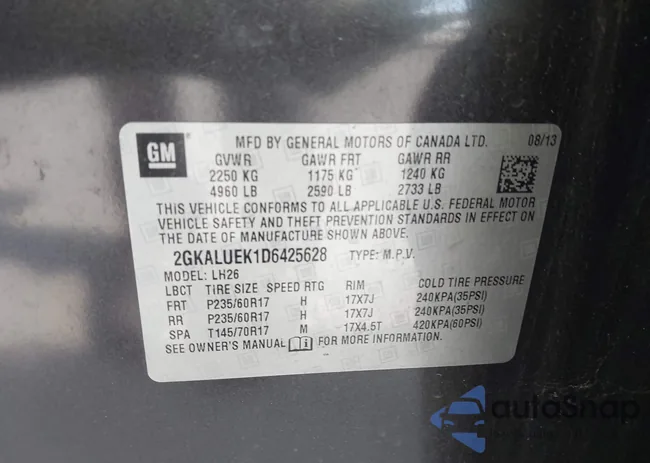 GM
MFD BY GENERAL MOTORS OF CANADA LTD. 08/13
GVWR GAWR FRT GAWR RR
2250 KG 1175 KG 1240 KG
4960 LB 2590 LB 2733 LB
THIS VEHICLE CONFORMS TO ALL APPLICABLE U.S. FEDERAL MOTOR
VEHICLE SAFETY AND THEFT PREVENTION STANDARDS IN EFFECT ON
THE DATE OF MANUFACTURE SHOWN ABOVE.
2GKALUEK1D6425628 TYPE: M.P.V.
MODEL: LH26
LBCT TIRE SIZE SPEED RTG RIM COLD TIRE PRESSURE
FRT P235/60R17 H 17X7J 240KPA(35PSI)
RR P235/60R17 H 17X7J 240KPA(35PSI)
SPA T145/70R17 M 17X4.5T 420KPA(60PSI)
SEE OWNER'S MANUAL FOR MORE INFORMATION.
autoSnap